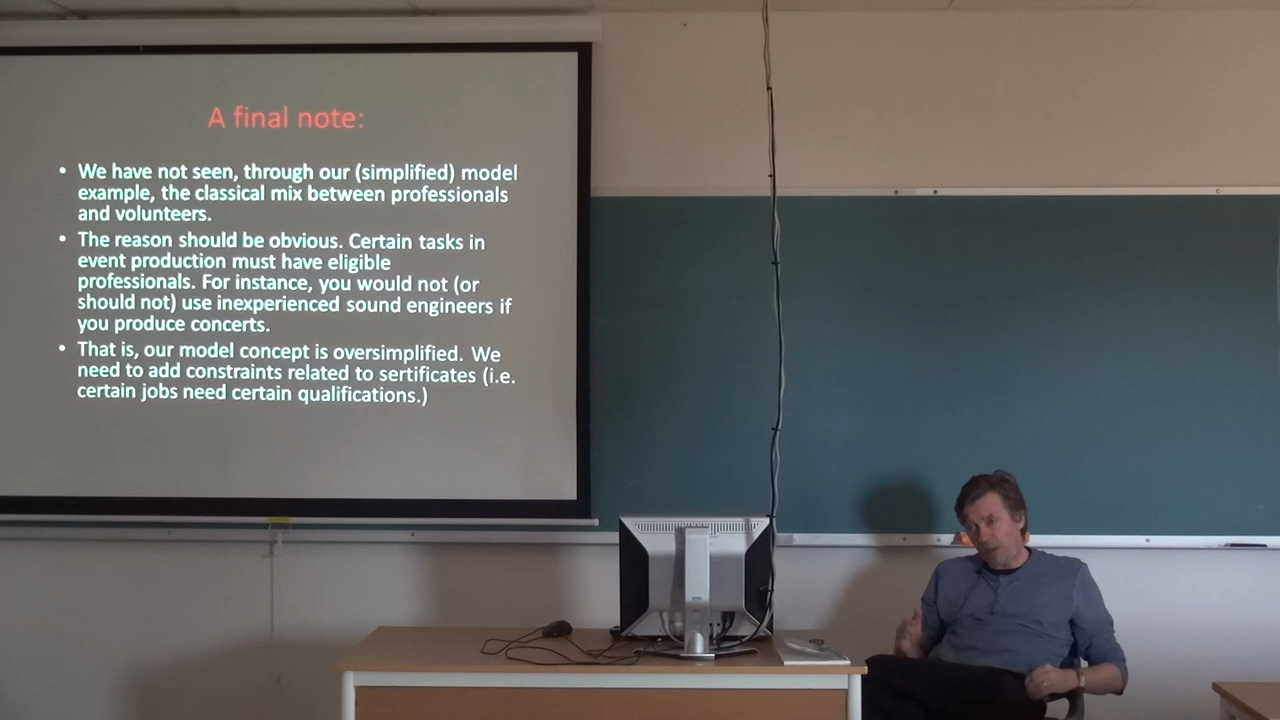 A final note:
• We have not seen, through our (simplified) model
example, the classical mix between professionals
and volunteers.
• The reason should be obvious. Certain tasks in
event production must have eligible
professionals. For instance, you would not (or
should not) use inexperienced sound engineers if
you produce concerts.
• That is, our model concept is oversimplified. We
need to add constraints related to sertificates (i.e.
certain jobs need certain qualifications.)